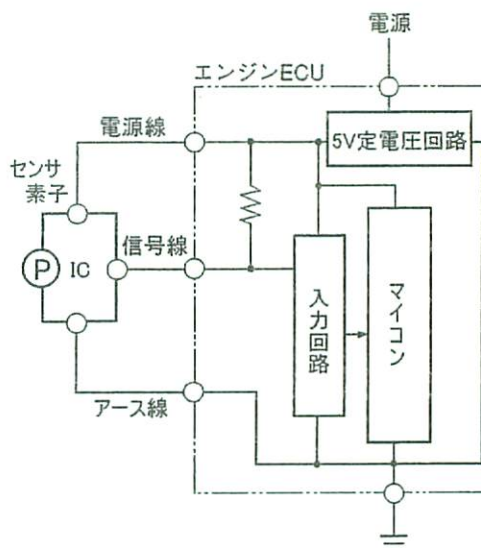 電源
エンジンECU
電源線
5V定電圧回路
センサ
素子
信号線
P
IC
入力回路
マイコン
アース線